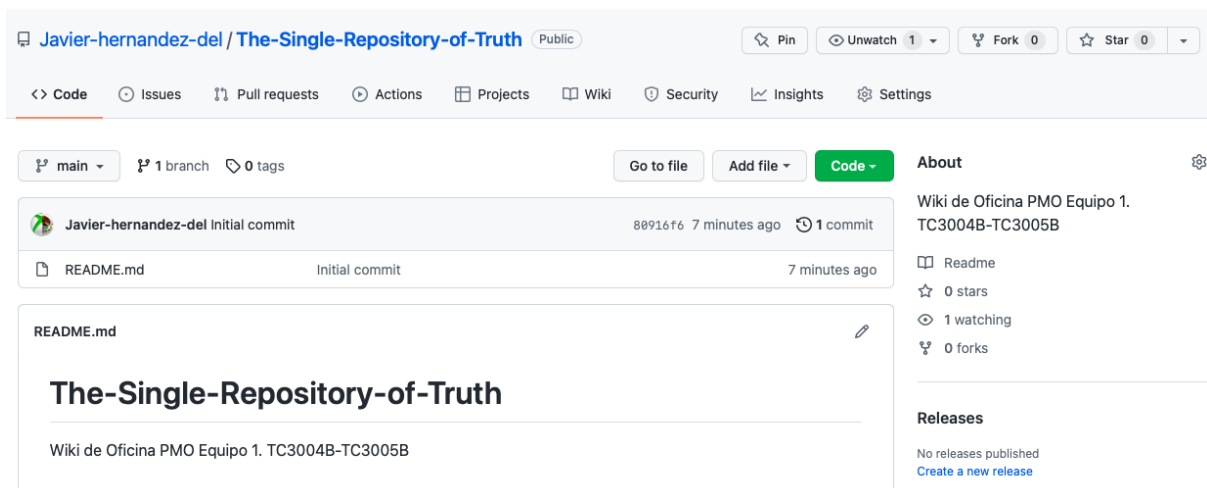 Javier-hernandez-del / The-Single-Repository-of-Truth Public Pin Unwatch 1 Fork 0 Star 0
<> Code Issues Pull requests Actions Projects Wiki Security Insights Settings
main 1 branch 0 tags Go to file Add file Code
Javier-hernandez-del Initial commit 80916f6 7 minutes ago 1 commit
README.md Initial commit 7 minutes ago
README.md
The-Single-Repository-of-Truth
Wiki de Oficina PMO Equipo 1. TC3004B-TC3005B
About
Wiki de Oficina PMO Equipo 1.
TC3004B-TC3005B
Readme
0 stars
1 watching
0 forks
Releases
No releases published
Create a new release